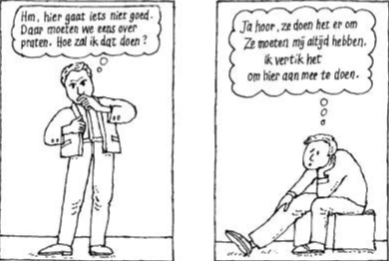 Hm, hier gaat iets niet goed.
Daar moeten we eens over
praten. Hoe zal ik dat doen?
Ja hoor, ze doen het er om
Ze moeten mij altijd hebben.
Ik vertik het
om hier aan mee te doen.